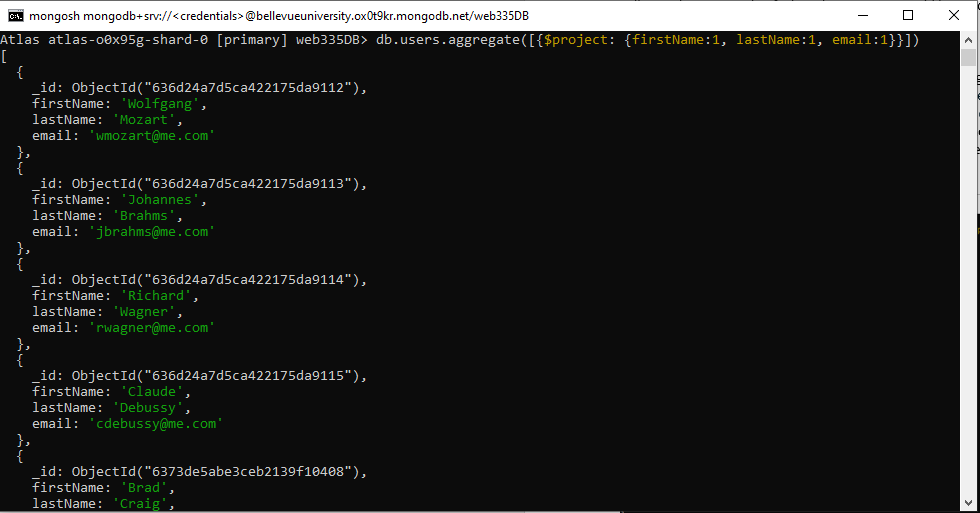 mongosh mongodb+srv://<credentials>@bellevueuniversity.ox0t9kr.mongodb.net/web335DB
Atlas atlas-o0x95g-shard-0 [primary] web335DB> db.users.aggregate([{$project: {firstName:1, lastName:1, email:1}}])
[
  {
    _id: ObjectId("636d24a7d5ca422175da9112"),
    firstName: 'Wolfgang',
    lastName: 'Mozart',
    email: 'wmozart@me.com'
  },
  {
    _id: ObjectId("636d24a7d5ca422175da9113"),
    firstName: 'Johannes',
    lastName: 'Brahms',
    email: 'jbrahms@me.com'
  },
  {
    _id: ObjectId("636d24a7d5ca422175da9114"),
    firstName: 'Richard',
    lastName: 'Wagner',
    email: 'rwagner@me.com'
  },
  {
    _id: ObjectId("636d24a7d5ca422175da9115"),
    firstName: 'Claude',
    lastName: 'Debussy',
    email: 'cdebussy@me.com'
  },
  {
    _id: ObjectId("6373de5abe3ceb2139f10408"),
    firstName: 'Brad',
    lastName: 'Craig',